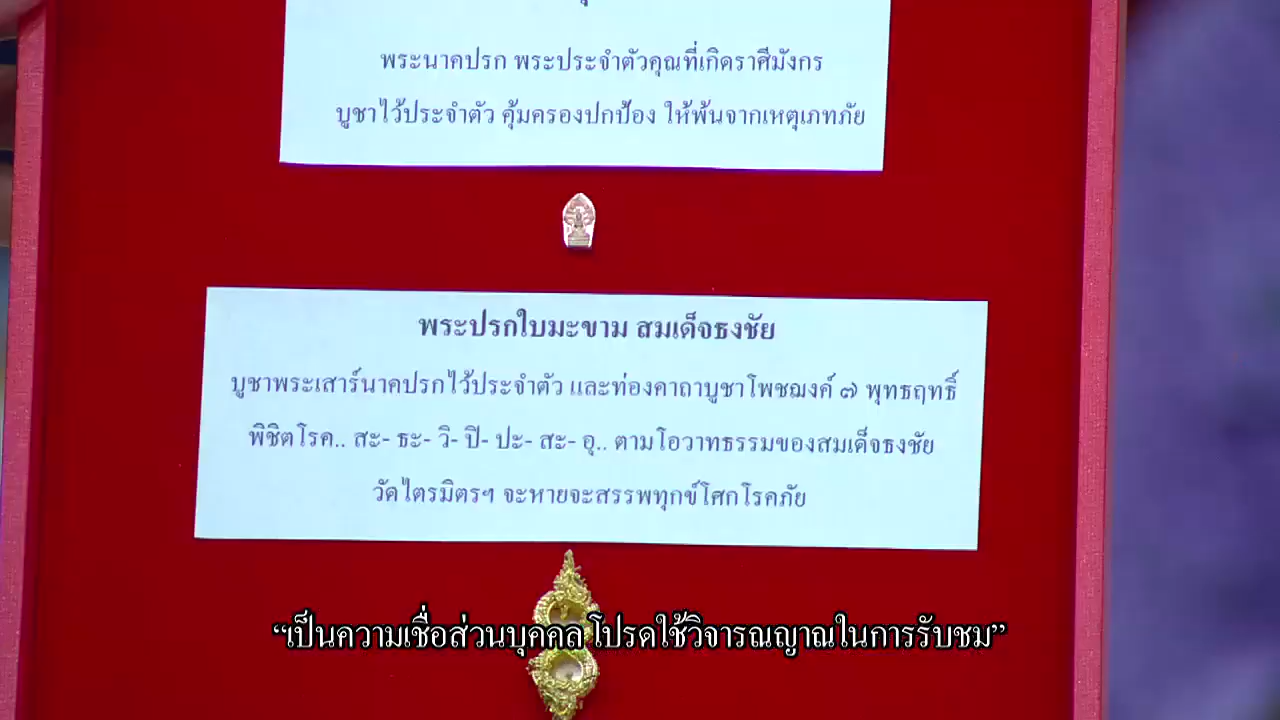 พระนาคปรก พระประจำตัวคุณที่เกิดราศีมังกร
บูชาไว้ประจำตัว คุ้มครองปกป้อง ให้พ้นจากเหตุเภทภัย
พระปรกใบมะขาม สมเด็จธงชัย
บูชาพระเสาร์นาคปรกไว้ประจำตัว และท่องคาถาบูชาโพชฌงค์ ๗ พุทธฤทธิ์
พิชิตโรค.. สะ- ธะ- วิ- ปิ- ปะ- สะ- อุ.. ตามโอวาทธรรมของสมเด็จธงชัย
วัดไตรมิตรฯ จะหายจะสรรพทุกข์โศกโรคภัย
“เป็นความเชื่อส่วนบุคคล โปรดใช้วิจารณญาณในการรับชม”